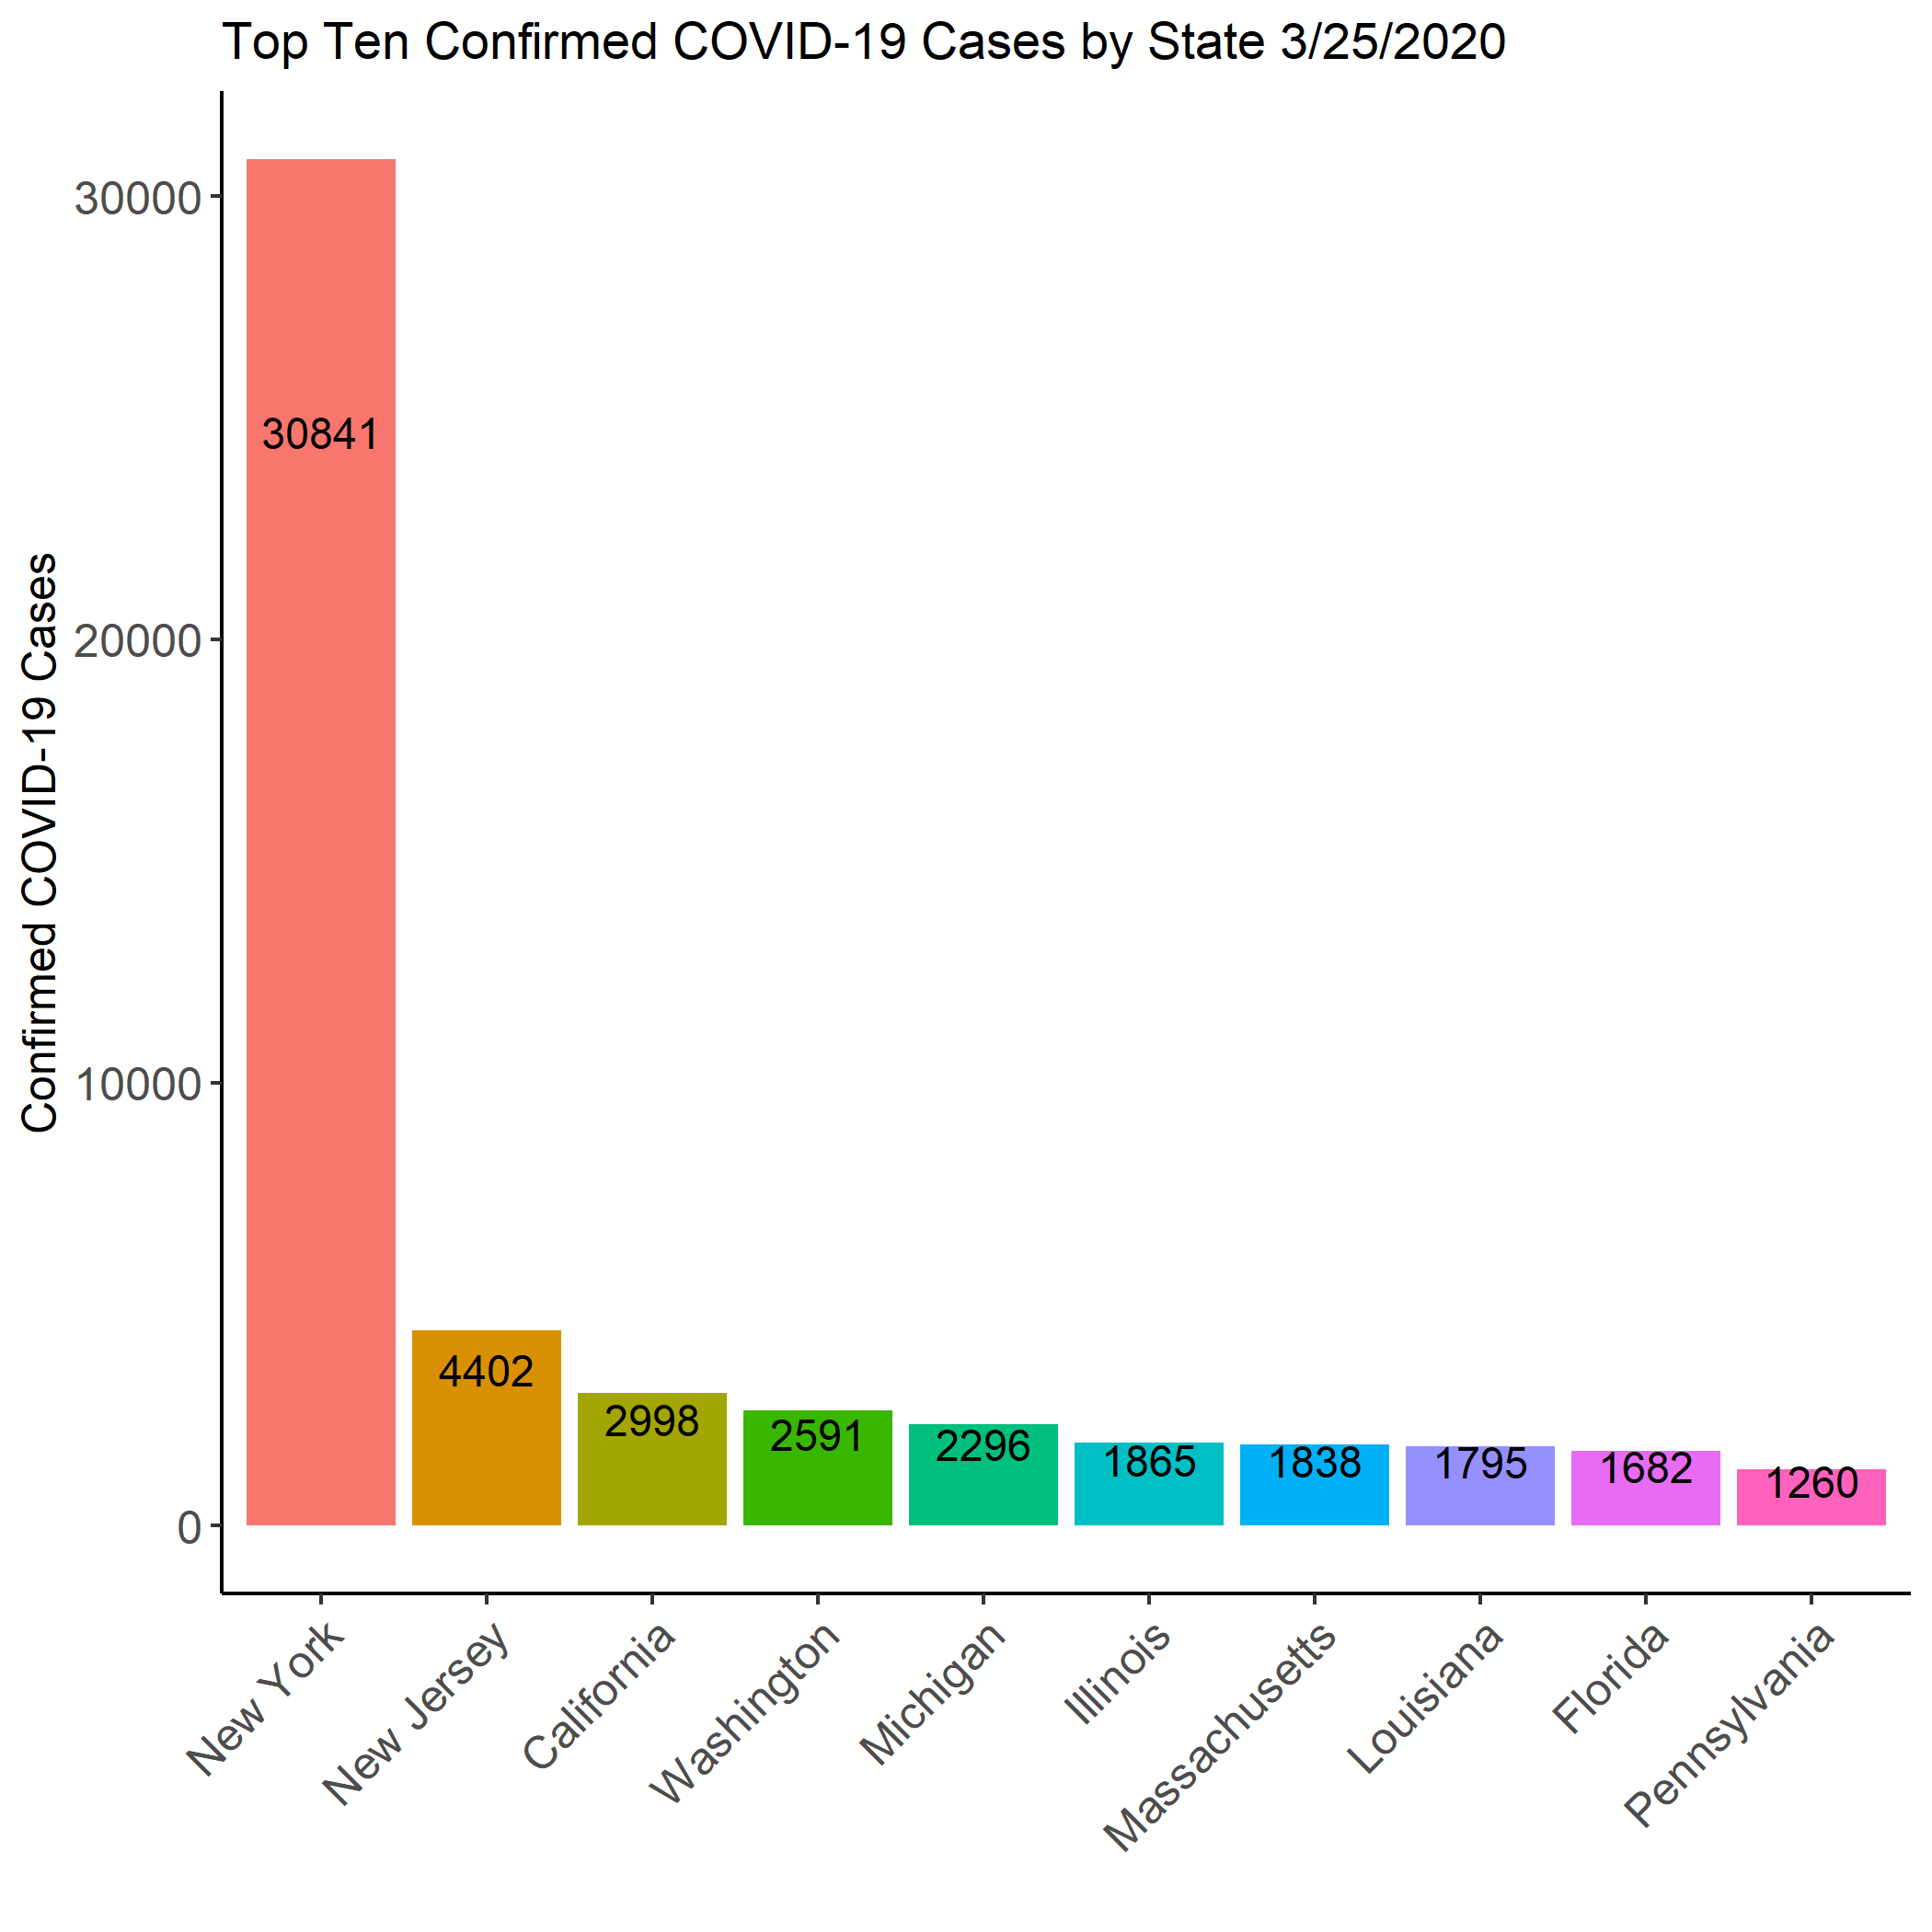 Top Ten Confirmed COVID-19 Cases by State 3/25/2020
Confirmed COVID-19 Cases
30000
20000
10000
0
30841
4402
2998
2591
2296
1865
1838
1795
1682
1260
New York
New Jersey
California
Washington
Michigan
Illinois
Massachusetts
Louisiana
Florida
Pennsylvania